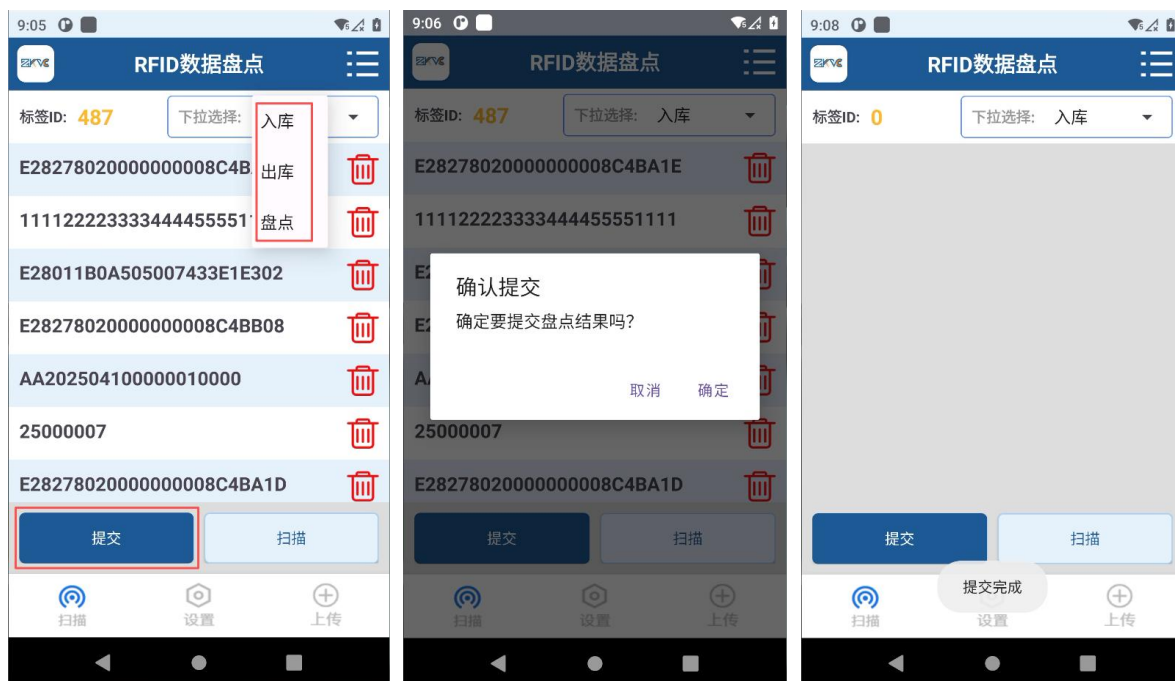 9:05
ZKVC
RFID数据盘点
标签ID: 487
下拉选择:
入库
出库
盘点
E28278020000000008C4B
1111222233334444555511
E28011B0A505007433E1E302
E28278020000000008C4BB08
AA202504100000010000
25000007
E28278020000000008C4BA1D
提交
扫描
扫描
设置
上传
9:06
ZKVC
RFID数据盘点
标签ID: 487
下拉选择: 入库
E28278020000000008C4BA1E
111122223333444455551111
确认提交
确定要提交盘点结果吗?
取消
确定
25000007
E28278020000000008C4BA1D
提交
扫描
扫描
设置
上传
9:08
ZKVC
RFID数据盘点
标签ID: 0
下拉选择: 入库
提交
扫描
提交完成
扫描
设置
上传